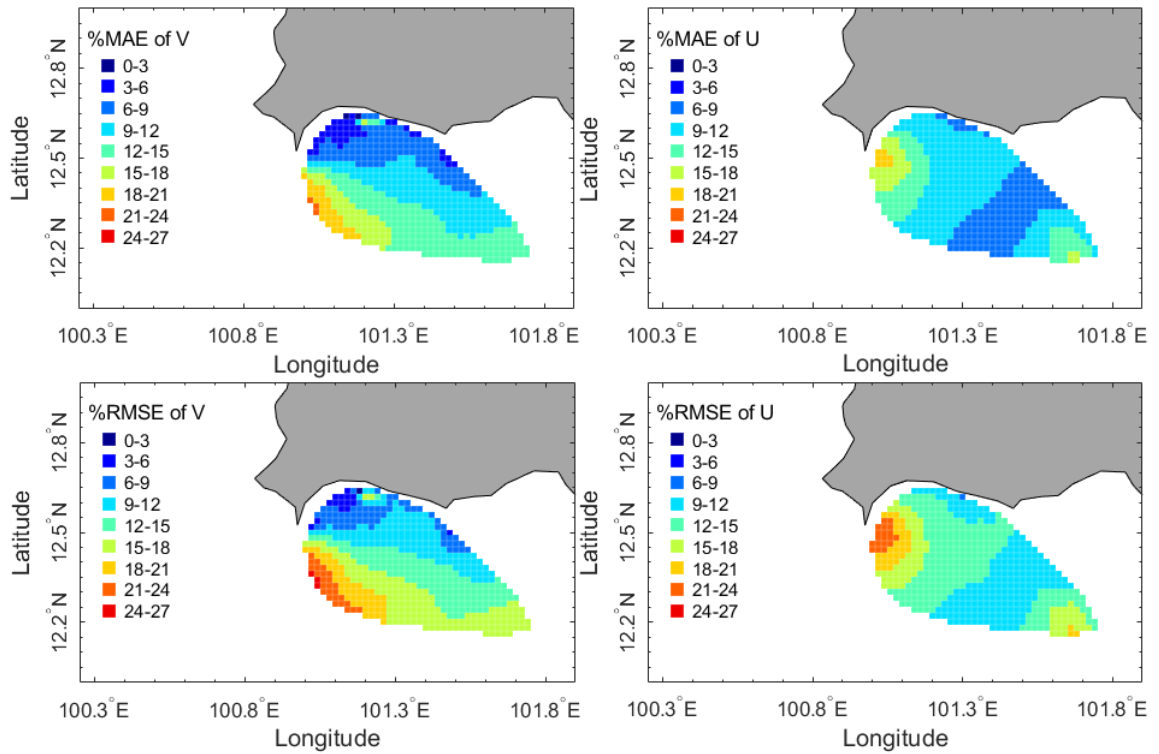 %MAE of V
0-3
3-6
6-9
9-12
12-15
15-18
18-21
21-24
24-27
Latitude
12.8°N
12.5°N
12.2°N
100.3°E 100.8°E 101.3°E 101.8°E
Longitude
%MAE of U
0-3
3-6
6-9
9-12
12-15
15-18
18-21
21-24
24-27
Latitude
12.8°N
12.5°N
12.2°N
100.3°E 100.8°E 101.3°E 101.8°E
Longitude
%RMSE of V
0-3
3-6
6-9
9-12
12-15
15-18
18-21
21-24
24-27
Latitude
12.8°N
12.5°N
12.2°N
100.3°E 100.8°E 101.3°E 101.8°E
Longitude
%RMSE of U
0-3
3-6
6-9
9-12
12-15
15-18
18-21
21-24
24-27
Latitude
12.8°N
12.5°N
12.2°N
100.3°E 100.8°E 101.3°E 101.8°E
Longitude